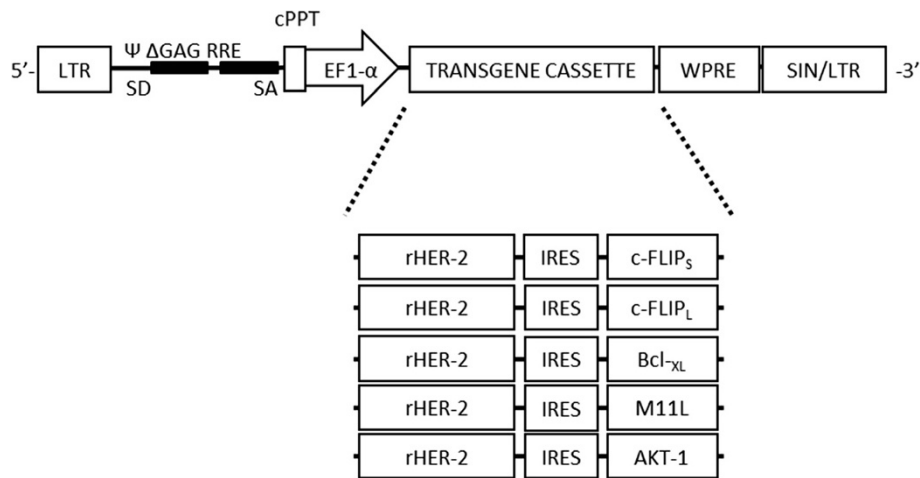 cPPT
Ψ ΔGAG RRE
5’- LTR EF1-α TRANSGENE CASSETTE WPRE SIN/LTR -3’
SD SA
rHER-2 IRES c-FLIPS
rHER-2 IRES c-FLIPL
rHER-2 IRES Bcl-XL
rHER-2 IRES M11L
rHER-2 IRES AKT-1